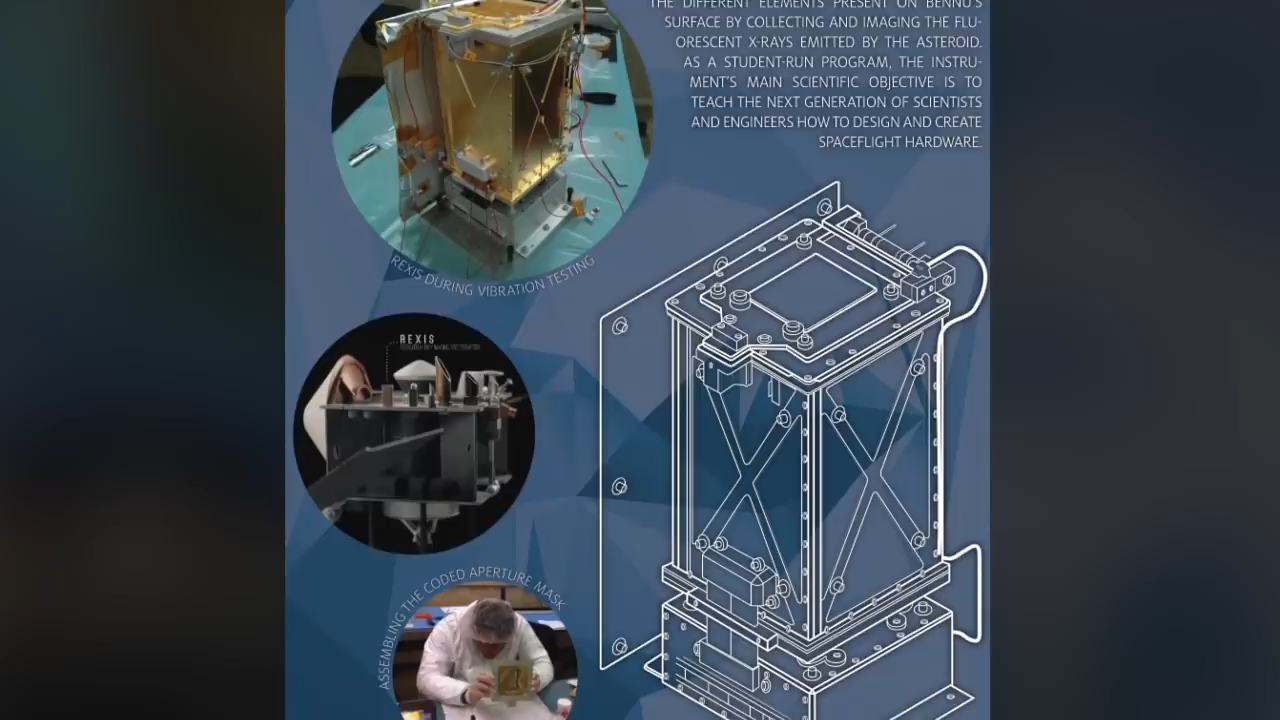 THE DIFFERENT ELEMENTS PRESENT ON BENNU'S
SURFACE BY COLLECTING AND IMAGING THE FLU-
ORESCENT X-RAYS EMITTED BY THE ASTEROID.
AS A STUDENT-RUN PROGRAM, THE INSTRU-
MENT'S MAIN SCIENTIFIC OBJECTIVE IS TO
TEACH THE NEXT GENERATION OF SCIENTISTS
AND ENGINEERS HOW TO DESIGN AND CREATE
SPACEFLIGHT HARDWARE.
REXIS DURING VIBRATION TESTING
REXIS
ASSEMBLING THE CODED APERTURE MASK